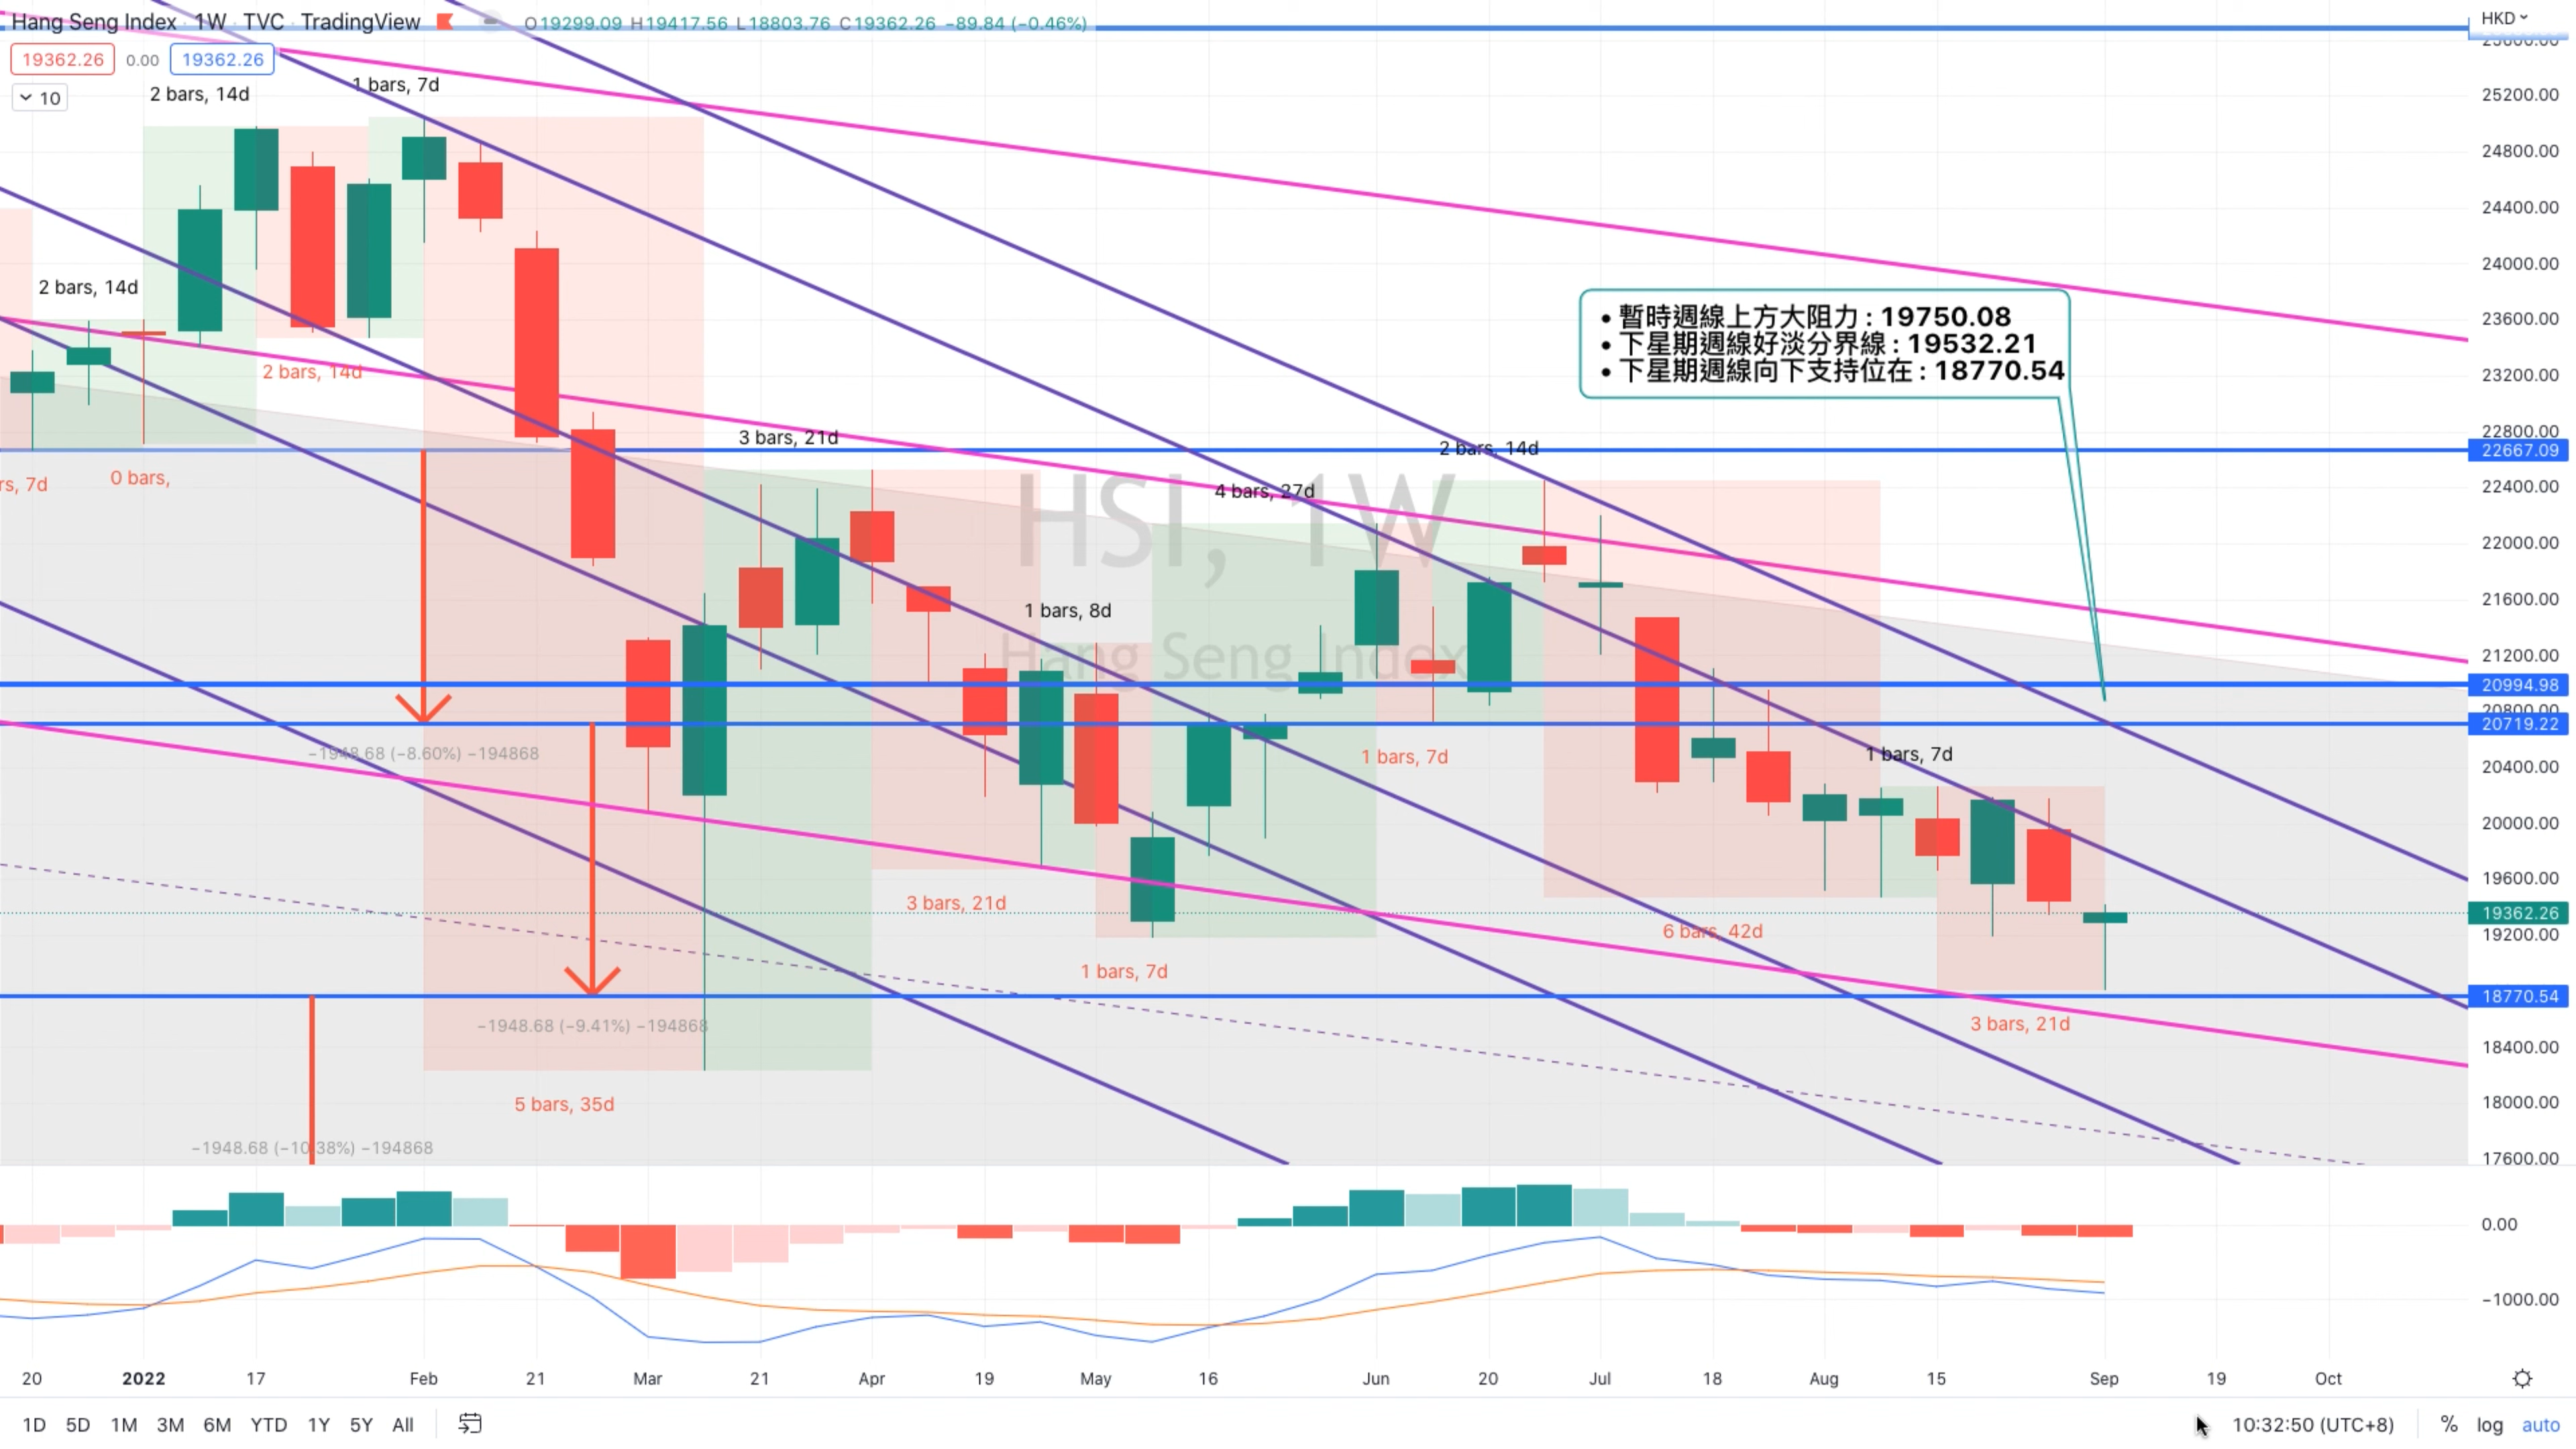 Hang Seng Index · 1W · TVC · TradingView
O19299.09 H19417.56 L18803.76 C19362.26 −89.84 (−0.46%)
HKD
19362.26 0.00 19362.26
10
2 bars, 14d
1 bars, 7d
25200.00
24800.00
24400.00
24000.00
2 bars, 14d
• 暫時週線上方大阻力 : 19750.08
• 下星期週線好淡分界線 : 19532.21
• 下星期週線向下支持位在 : 18770.54
23600.00
2 bars, 14d
23200.00
3 bars, 21d
22800.00
2 bars, 14d
22667.09
rs, 7d
0 bars,
4 bars, 27d
22400.00
HSI, 1W
22000.00
1 bars, 8d
21600.00
Hang Seng Index
21200.00
20994.98
20800.00
20719.22
−1948.68 (−8.60%) −194868
1 bars, 7d
1 bars, 7d
20400.00
20000.00
19600.00
3 bars, 21d
19362.26
6 bars, 42d
19200.00
1 bars, 7d
18770.54
−1948.68 (−9.41%) −194868
3 bars, 21d
18400.00
5 bars, 35d
18000.00
−1948.68 (−10.38%) −194868
17600.00
0.00
−1000.00
20 2022 17 Feb 21 Mar 21 Apr 19 May 16 Jun 20 Jul 18 Aug 15 Sep 19 Oct
1D 5D 1M 3M 6M YTD 1Y 5Y All
10:32:50 (UTC+8) % log auto